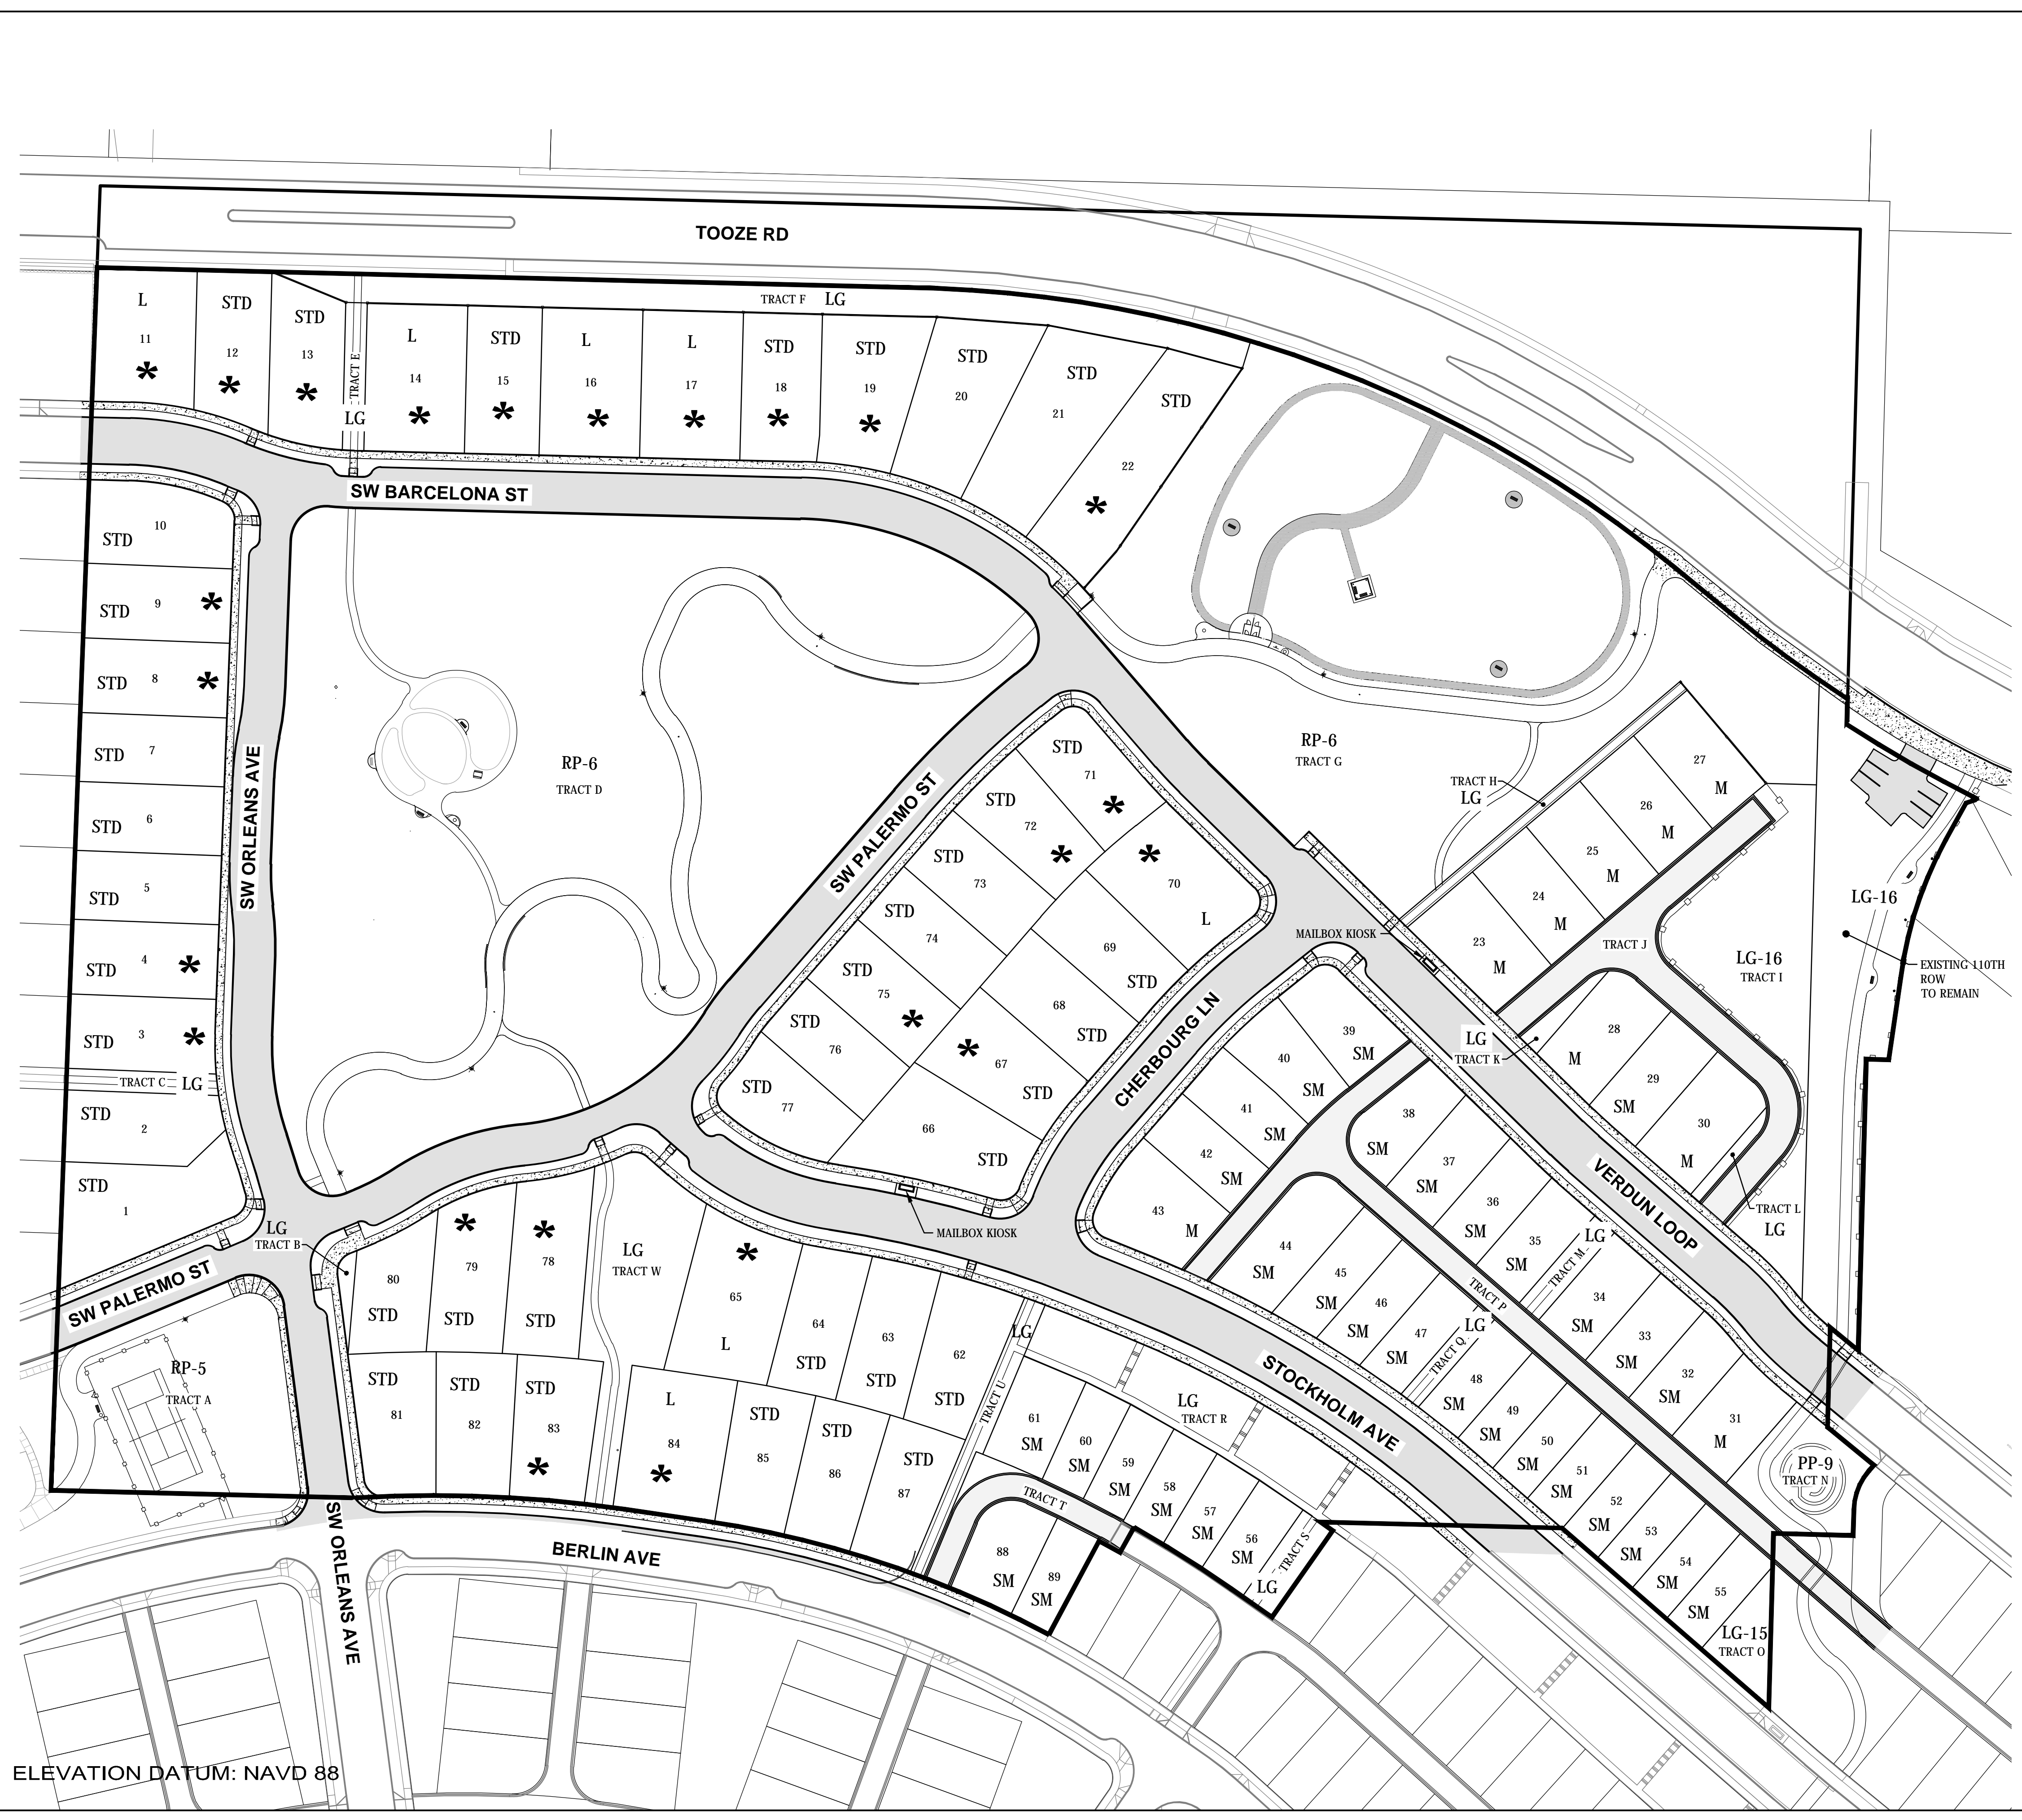 TOOZE RD
TRACT F LG
L
11
*
STD
12
*
STD
13
*
TRACT E
LG
L
14
*
STD
15
*
L
16
*
L
17
*
STD
18
*
STD
19
*
STD
20
STD
21
STD
22
*
SW BARCELONA ST
10
STD
9
STD
*
8
STD
*
7
STD
6
STD
5
STD
4
STD
*
3
STD
*
TRACT C LG
STD
2
STD
1
SW ORLEANS AVE
RP-6
TRACT D
SW PALERMO ST
STD
71
*
STD
72
*
STD
73
STD
74
STD
75
*
STD
76
STD
77
*
70
L
69
STD
68
STD
*
67
STD
66
STD
CHERBOURG LN
MAILBOX KIOSK
RP-6
TRACT G
TRACT H
LG
27
M
26
M
25
M
24
M
23
M
TRACT J
MAILBOX KIOSK
LG-16
TRACT I
LG-16
EXISTING 110TH
ROW
TO REMAIN
LG
TRACT K
28
M
29
SM
30
M
TRACT L
LG
VERDUN LOOP
39
SM
40
SM
41
SM
42
SM
43
M
38
SM
37
SM
36
SM
35
SM
LG
TRACT M
34
SM
33
SM
32
SM
31
M
TRACT P
44
SM
45
SM
46
SM
47
SM
LG
TRACT Q
48
SM
49
SM
50
SM
51
SM
52
SM
53
SM
54
SM
55
SM
PP-9
TRACT N
LG-15
TRACT O
STOCKHOLM AVE
LG
TRACT B
SW PALERMO ST
RP-5
TRACT A
80
STD
*
79
STD
*
78
STD
LG
TRACT W
*
65
L
64
STD
63
STD
62
STD
STD
81
STD
82
STD
83
*
L
84
*
STD
85
STD
86
STD
87
LG
TRACT U
LG
TRACT R
61
SM
60
SM
59
SM
58
SM
57
SM
56
SM
TRACT S
LG
TRACT T
88
SM
89
SM
BERLIN AVE
SW ORLEANS AVE
ELEVATION DATUM: NAVD 88